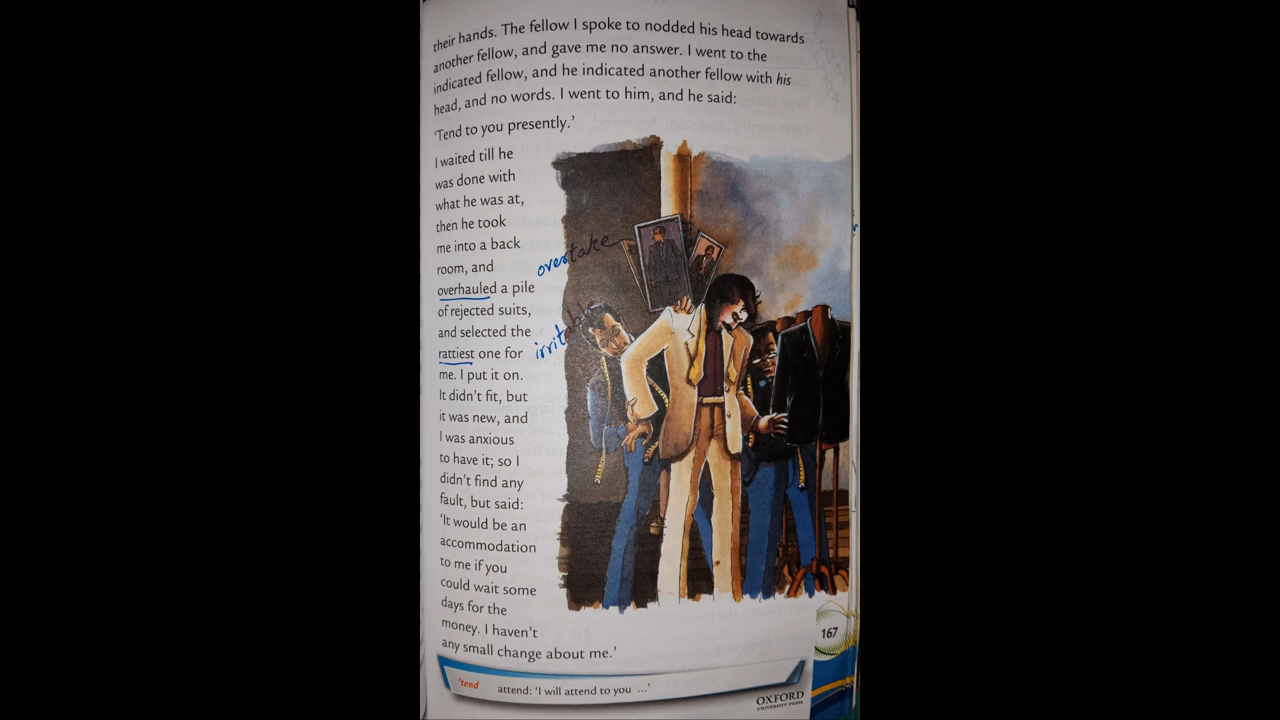 their hands. The fellow I spoke to nodded his head towards
another fellow, and gave me no answer. I went to the
indicated fellow, and he indicated another fellow with his
head, and no words. I went to him, and he said:
'Tend to you presently.'
I waited till he
was done with
what he was at,
then he took
me into a back
room, and
overhauled a pile
of rejected suits,
and selected the
rattiest one for
me. I put it on.
It didn't fit, but
it was new, and
I was anxious
to have it; so I
didn't find any
fault, but said:
'It would be an
accommodation
to me if you
could wait some
days for the
money. I haven't
any small change about me.'
overtake
irritable
'tend attend: 'I will attend to you ...'
167
OXFORD
UNIVERSITY PRESS